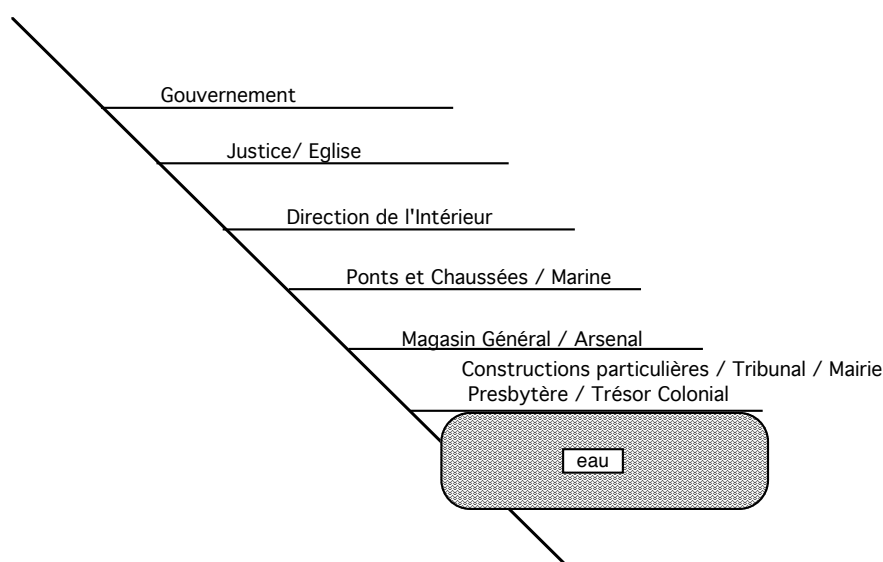 Gouvernement
Justice/ Eglise
Direction de l'Intérieur
Ponts et Chaussées / Marine
Magasin Général / Arsenal
Constructions particulières / Tribunal / Mairie
Presbytère / Trésor Colonial
eau